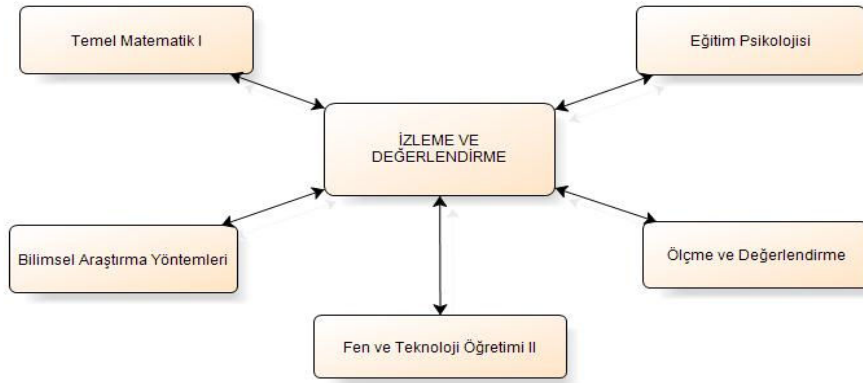 Temel Matematik I
Eğitim Psikolojisi
İZLEME VE
DEĞERLENDİRME
Bilimsel Araştırma Yöntemleri
Ölçme ve Değerlendirme
Fen ve Teknoloji Öğretimi II